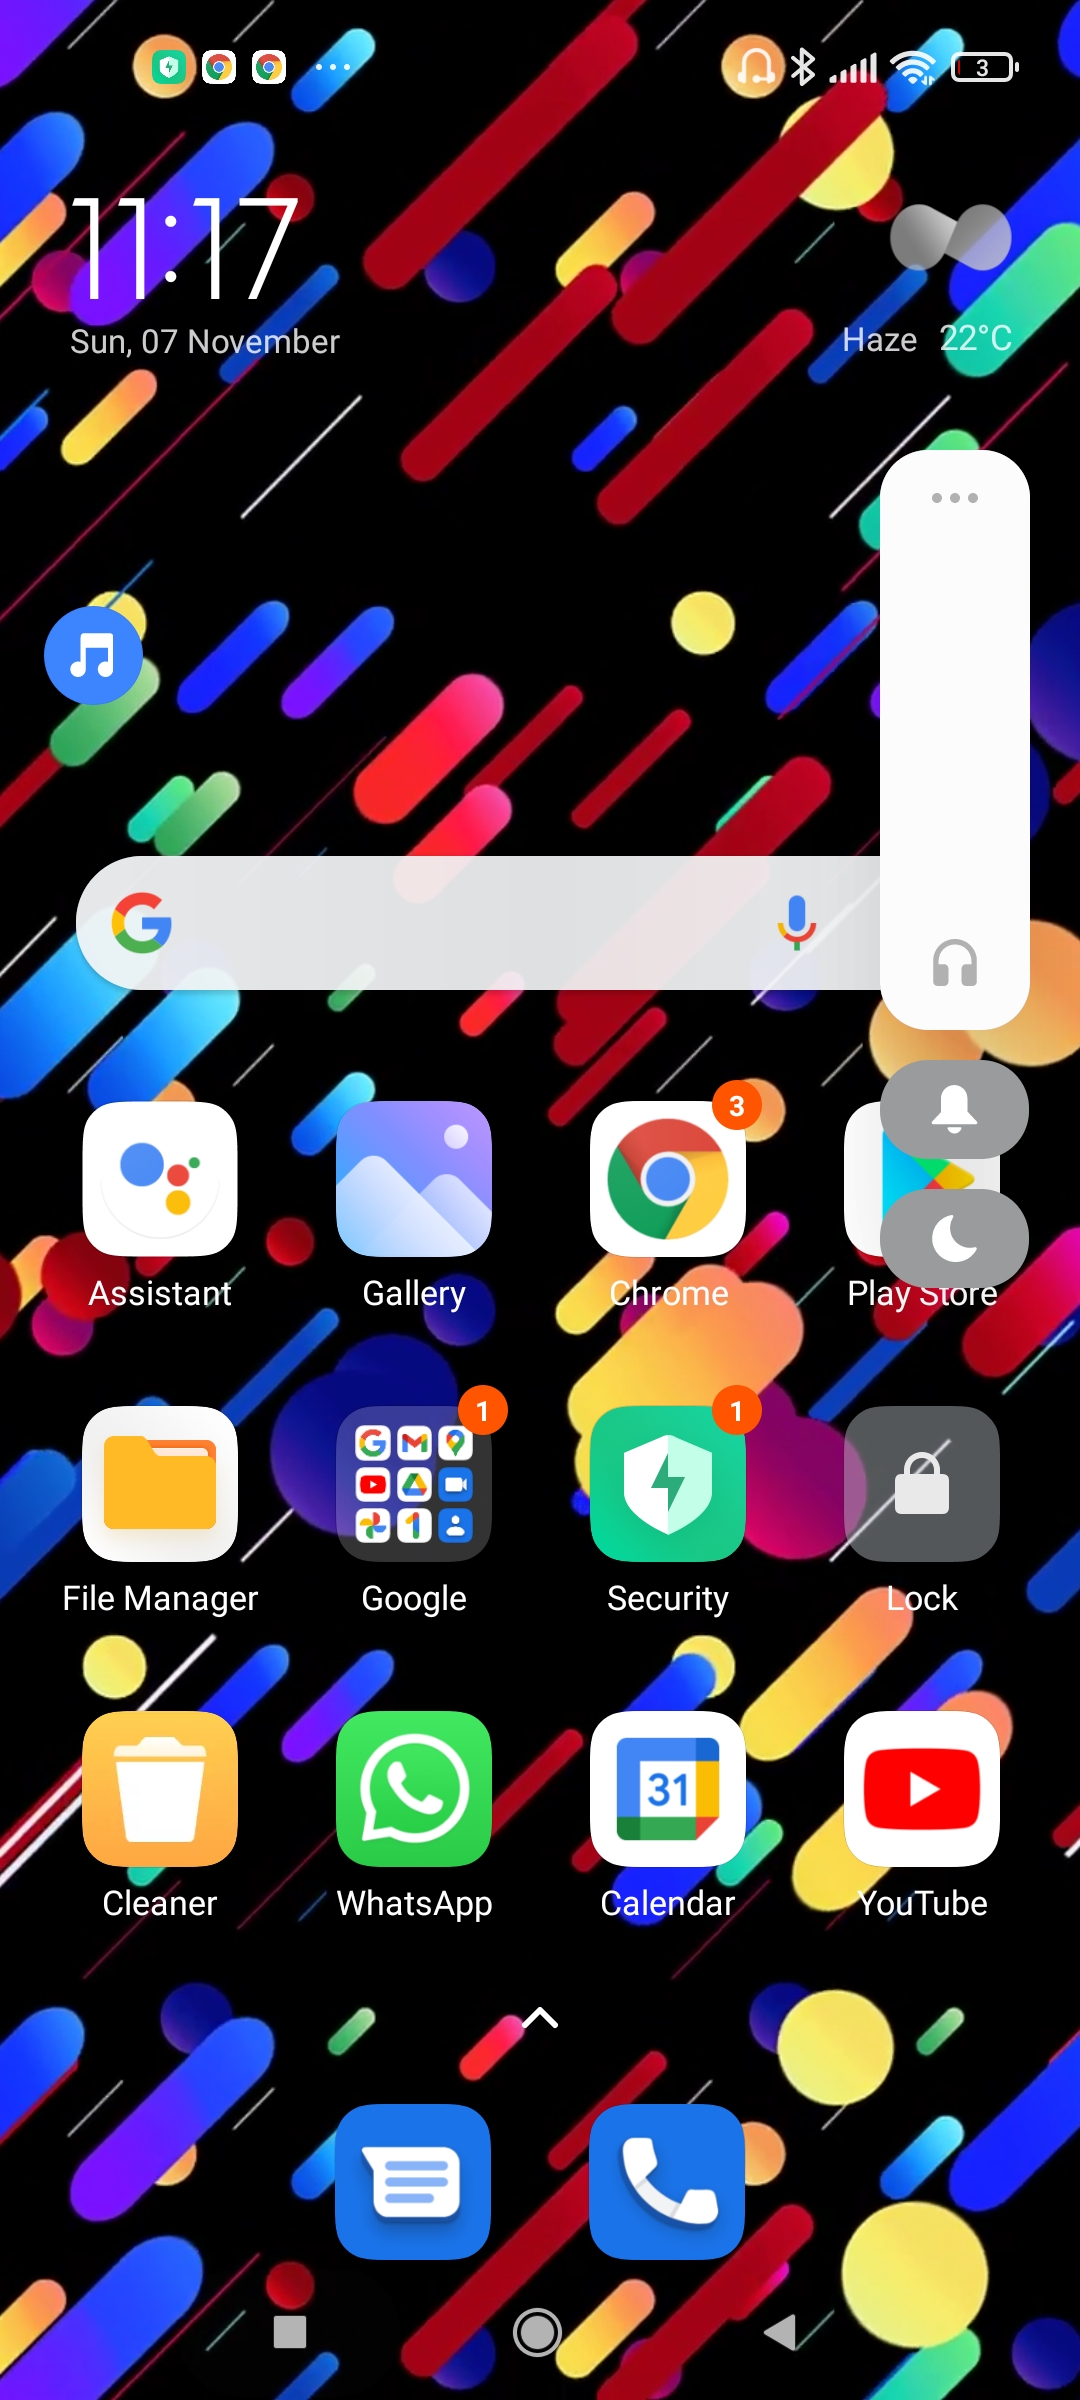 3
11:17
Sun, 07 November
Haze 22°C
3
Assistant
Gallery
Chrome
Play Store
1
1
File Manager
Google
Security
Lock
31
Cleaner
WhatsApp
Calendar
YouTube